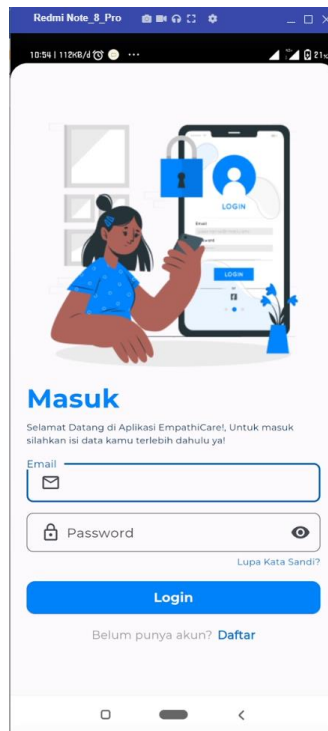 Redmi Note_8_Pro
10:54 | 112KB/d
LOGIN
Email
LOGIN
Masuk
Selamat Datang di Aplikasi EmpathiCare!, Untuk masuk
silahkan isi data kamu terlebih dahulu ya!
Email
Password
Lupa Kata Sandi?
Login
Belum punya akun? Daftar